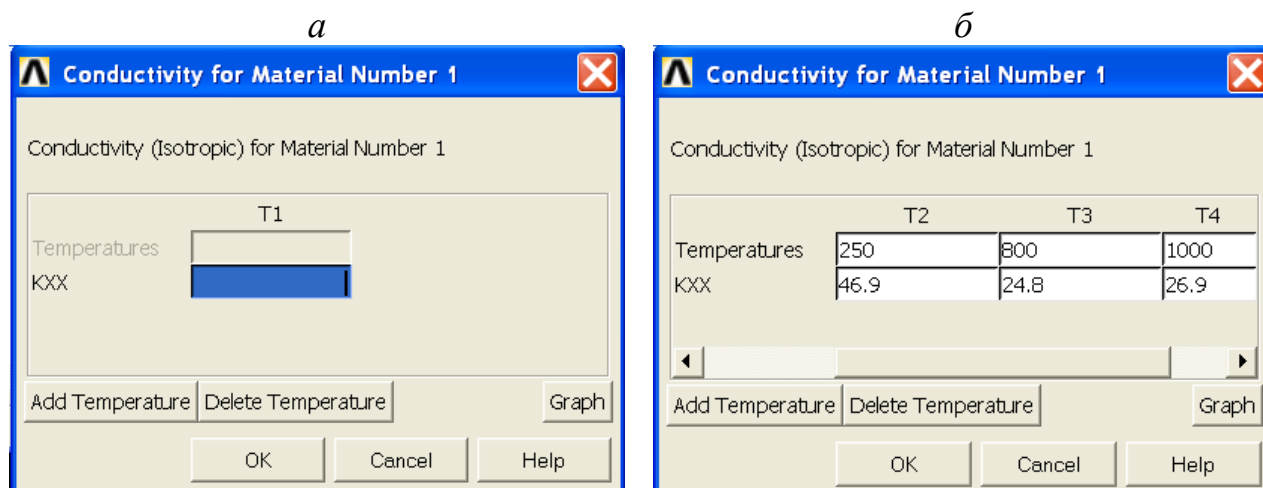 а
Conductivity for Material Number 1
Conductivity (Isotropic) for Material Number 1
T1
Temperatures
KXX
Add Temperature Delete Temperature Graph
OK Cancel Help
б
Conductivity for Material Number 1
Conductivity (Isotropic) for Material Number 1
T2 T3 T4
Temperatures 250 800 1000
KXX 46.9 24.8 26.9
Add Temperature Delete Temperature Graph
OK Cancel Help